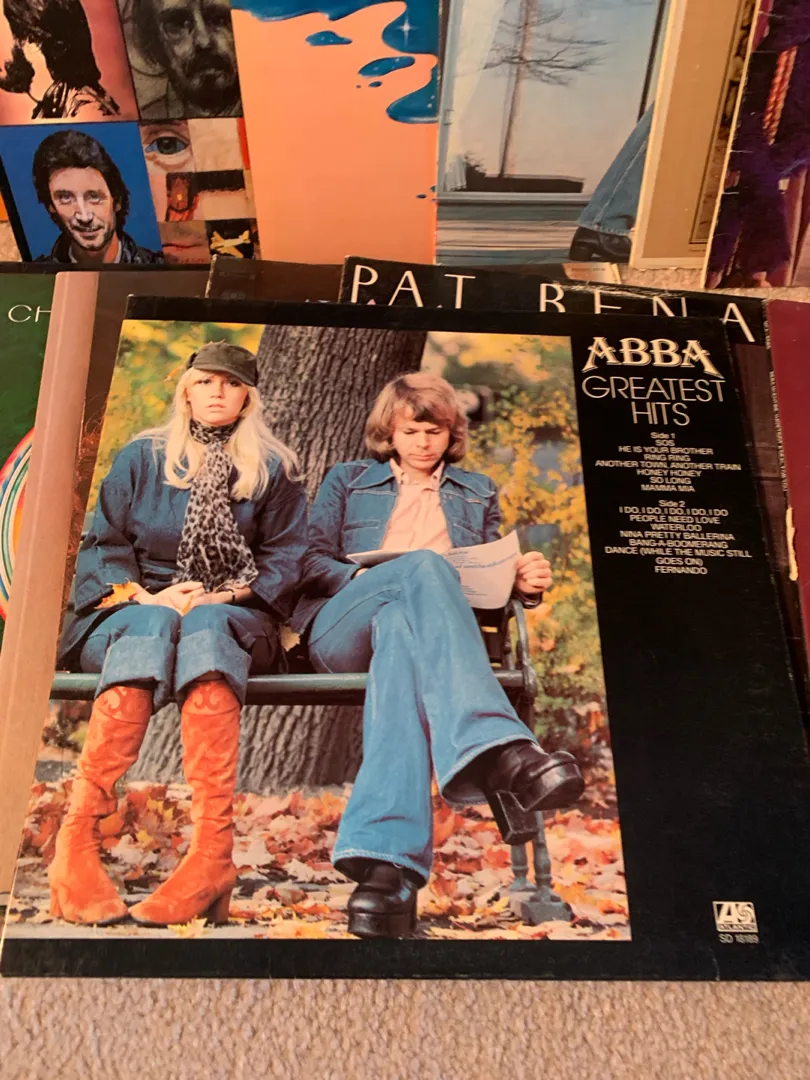 CH
PAT BENA
ABBA
GREATEST
HITS
Side 1
SOS
HE IS YOUR BROTHER
RING RING
ANOTHER TOWN, ANOTHER TRAIN
HONEY HONEY
SO LONG
MAMMA MIA
Side 2
I DO, I DO, I DO, I DO, I DO
PEOPLE NEED LOVE
WATERLOO
NINA PRETTY BALLERINA
BANG-A-BOOMERANG
DANCE (WHILE THE MUSIC STILL
GOES ON)
FERNANDO
ATLANTIC
SD 18189